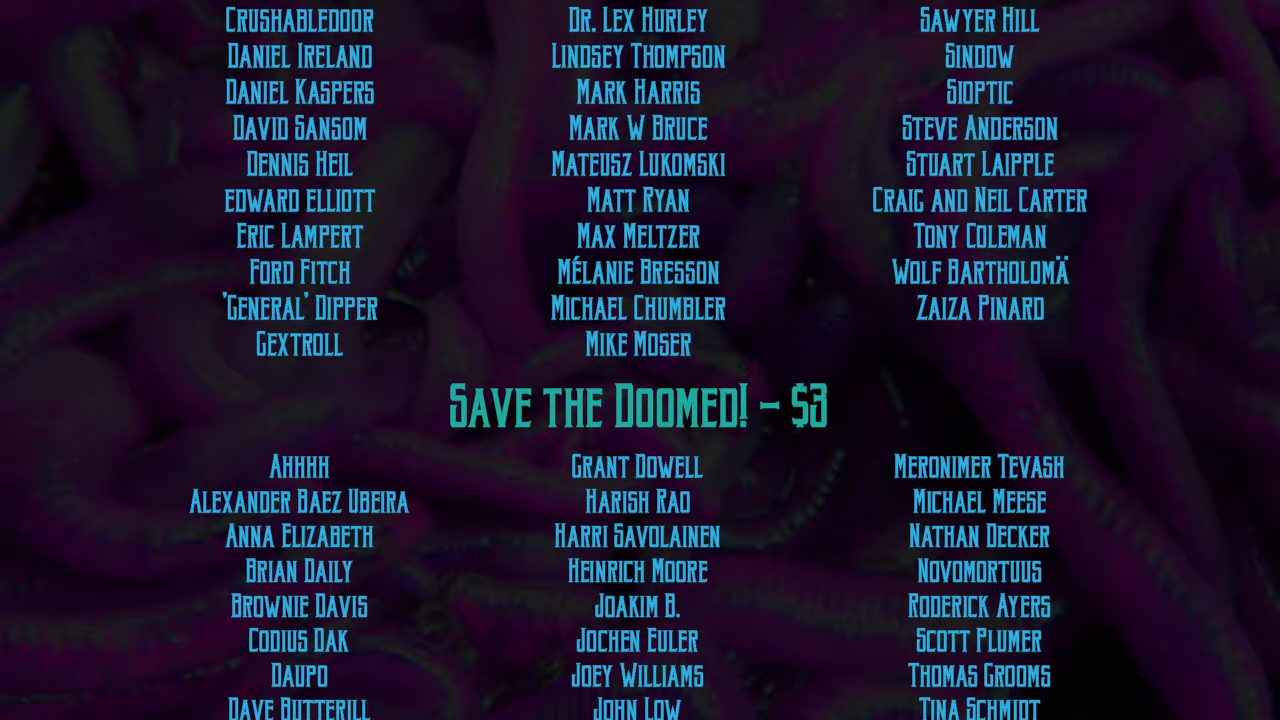 Crushabledoor
Daniel Ireland
Daniel Kaspers
David Sansom
Dennis Heil
edward elliott
Eric Lampert
Ford Fitch
'General' Dipper
Gextroll
Dr. Lex Hurley
Lindsey Thompson
Mark Harris
Mark W Bruce
Mateusz Lukomski
Matt Ryan
Max Meltzer
Mélanie Bresson
Michael Chumbler
Mike Moser
Sawyer Hill
Sindow
Sioptic
Steve Anderson
Stuart Laipple
Craig and Neil Carter
Tony Coleman
Wolf Bartholomä
Zaiza Pinard
Save the Doomed! - $3
Ahhhh
Alexander Baez Ubeira
Anna Elizabeth
Brian Daily
Brownie Davis
Codius Dak
Daupo
Dave Butterill
Grant Dowell
Harish Rao
Harri Savolainen
Heinrich Moore
Joakim B.
Jochen Euler
Joey Williams
John Low
Meronimer Tevash
Michael Meese
Nathan Decker
Novomortuus
Roderick Ayers
Scott Plumer
Thomas Grooms
Tina Schmidt